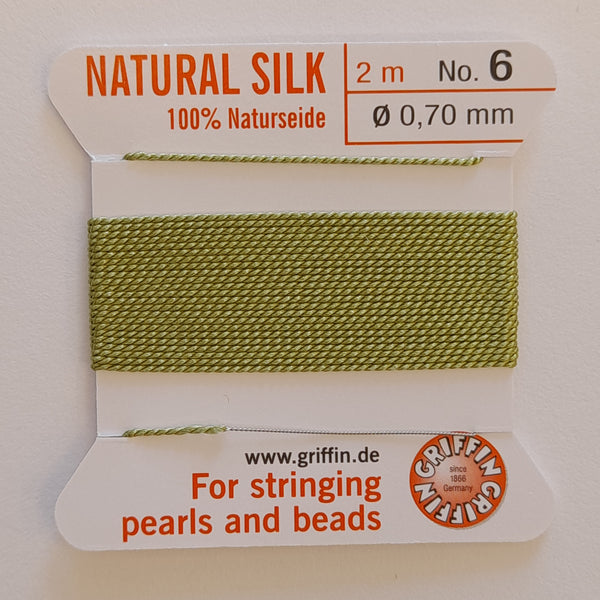 NATURAL SILK
100% Naturseide
2 m No. 6
Ø 0,70 mm
www.griffin.de
For stringing
pearls and beads
GRIFFIN GRIFFIN GRIFFIN
since
1866
Germany